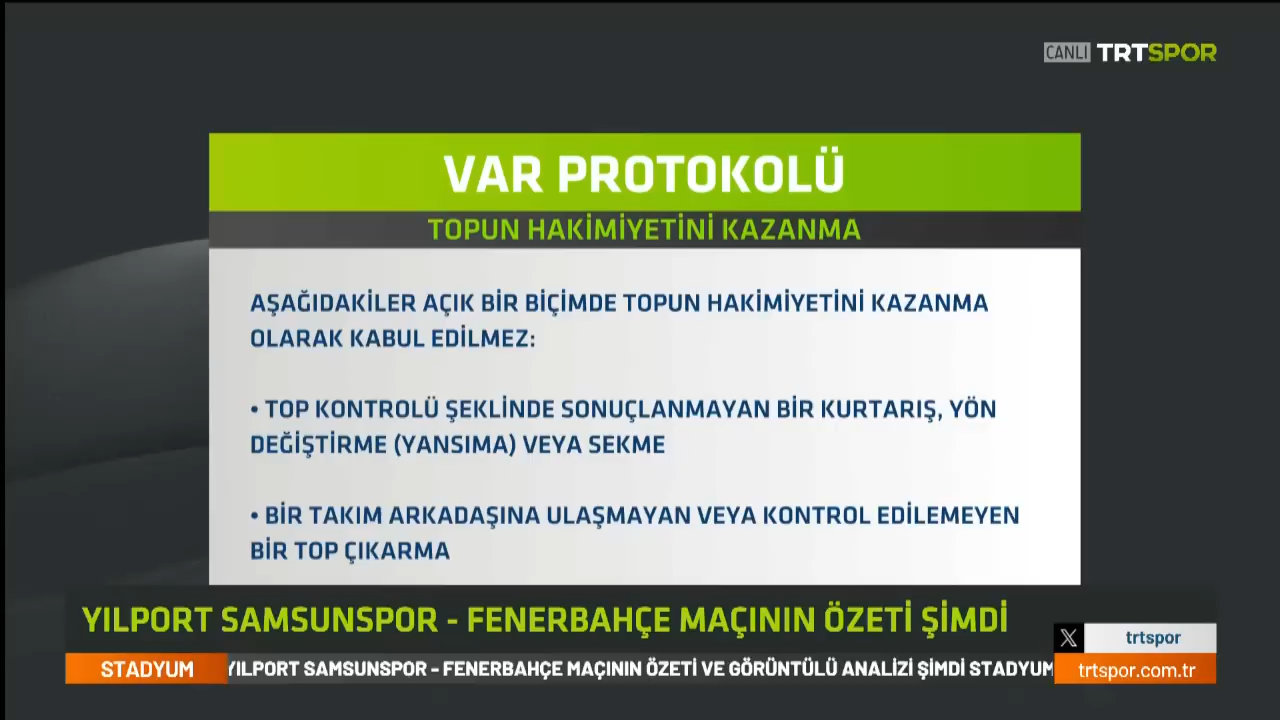 CANLI TRTSPOR
VAR PROTOKOLÜ
TOPUN HAKİMİYETİNİ KAZANMA
AŞAĞIDAKİLER AÇIK BİR BİÇİMDE TOPUN HAKİMİYETİNİ KAZANMA
OLARAK KABUL EDİLMEZ:
• TOP KONTROLÜ ŞEKLİNDE SONUÇLANMAYAN BİR KURTARIŞ, YÖN
DEĞİŞTİRME (YANSIMA) VEYA SEKME
• BİR TAKIM ARKADAŞINA ULAŞMAYAN VEYA KONTROL EDİLEMEYEN
BİR TOP ÇIKARMA
YILPORT SAMSUNSPOR - FENERBAHÇE MAÇININ ÖZETİ ŞİMDİ
X trtspor
STADYUM YILPORT SAMSUNSPOR - FENERBAHÇE MAÇININ ÖZETİ VE GÖRÜNTÜLÜ ANALİZİ ŞİMDİ STADYUM
trtspor.com.tr